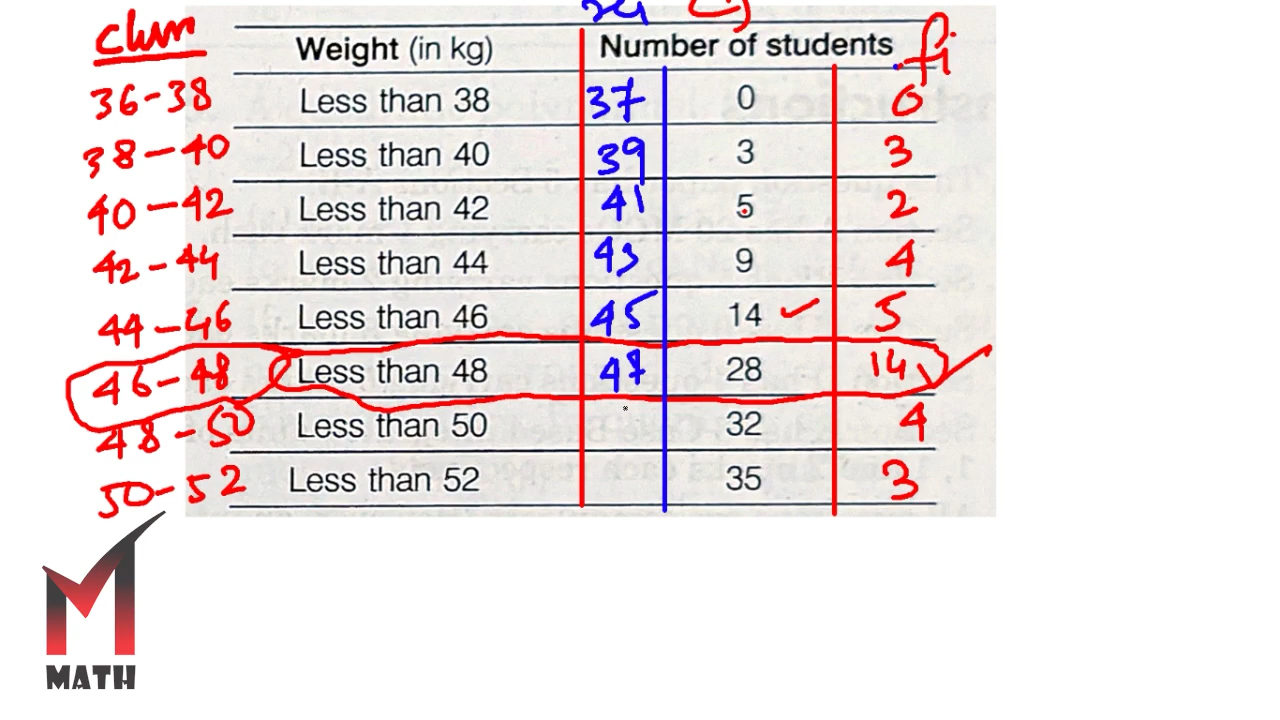 class Weight (in kg) Number of students fi
36-38 Less than 38 37 0 0
38-40 Less than 40 39 3 3
40-42 Less than 42 41 5 2
42-44 Less than 44 43 9 4
44-46 Less than 46 45 14 5
46-48 Less than 48 47 28 14
48-50 Less than 50 32 4
50-52 Less than 52 35 3
MATH